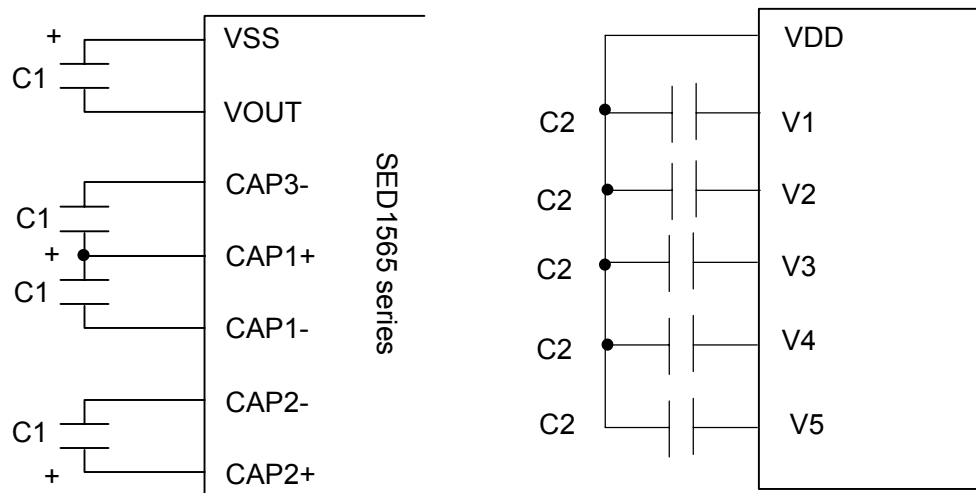 +
VSS
C1
VOUT
CAP3-
C1
+
CAP1+
C1
CAP1-
CAP2-
C1
+
CAP2+
SED1565 series
VDD
C2
V1
C2
V2
C2
V3
C2
V4
C2
V5